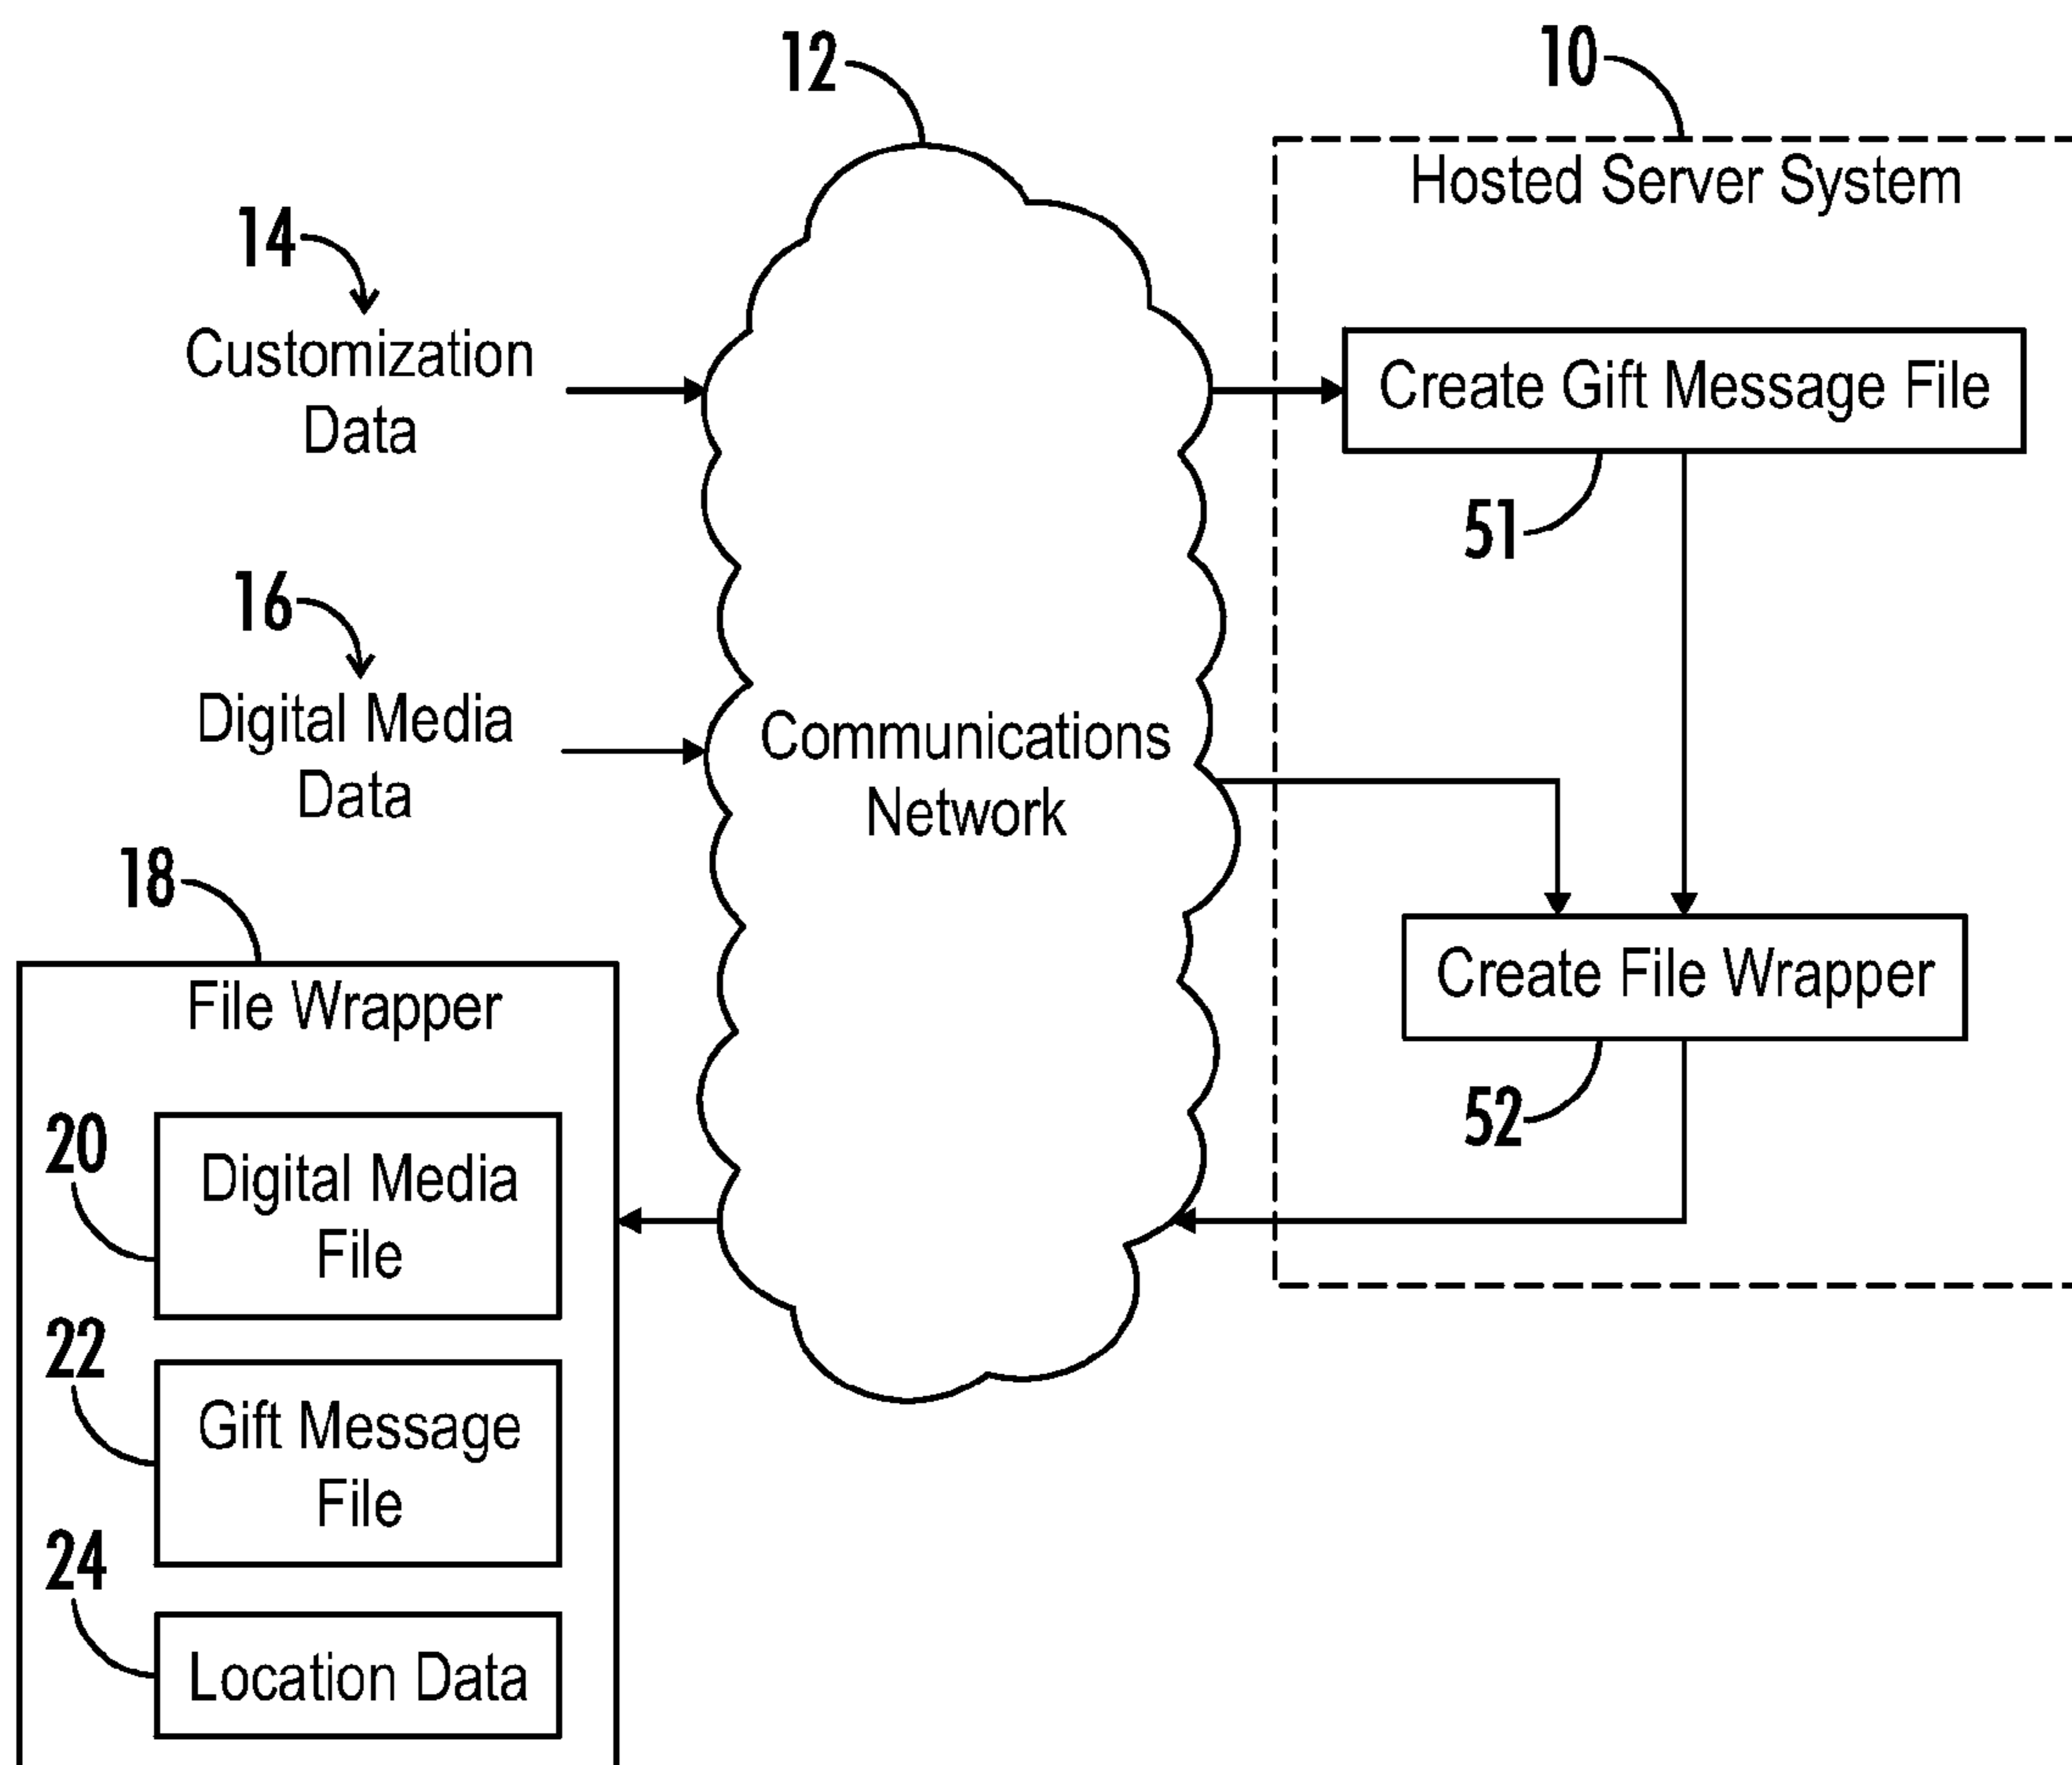 12
10
Hosted Server System
14
Customization
Data
Create Gift Message File
51
16
Digital Media
Data
Communications
Network
18
File Wrapper
Create File Wrapper
52
20
Digital Media
File
22
Gift Message
File
24
Location Data